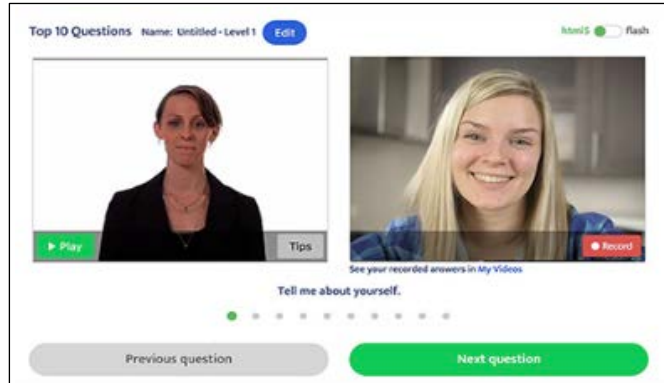 Top 10 Questions Name: Untitled - Level 1 Edit html5 flash
Play Tips Record
See your recorded answers in My Videos
Tell me about yourself.
Previous question Next question